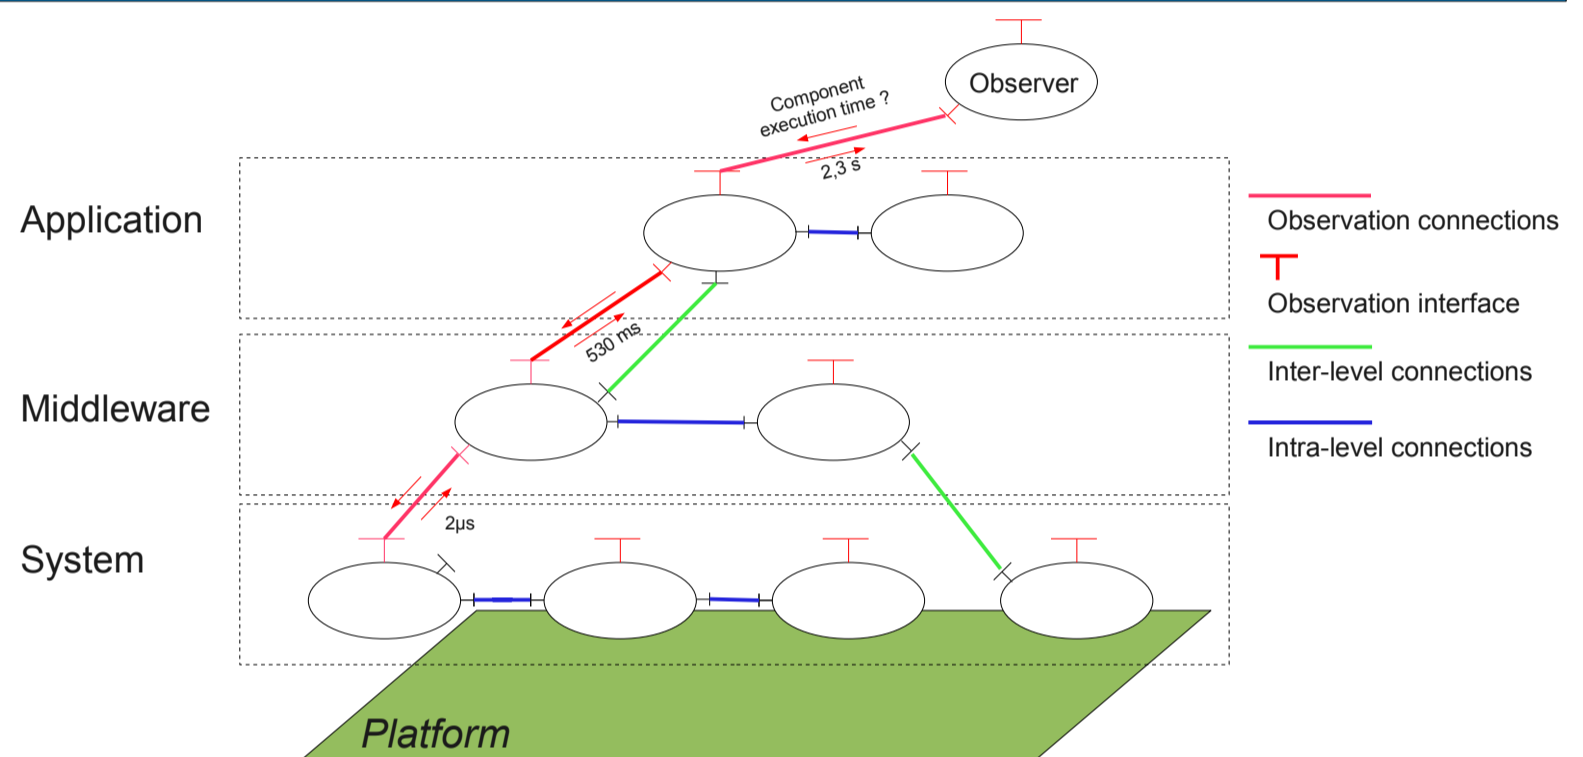 Observer
Component
execution time ?
2,3 s
Application
530 ms
Middleware
2µs
System
Platform
Observation connections
Observation interface
Inter-level connections
Intra-level connections